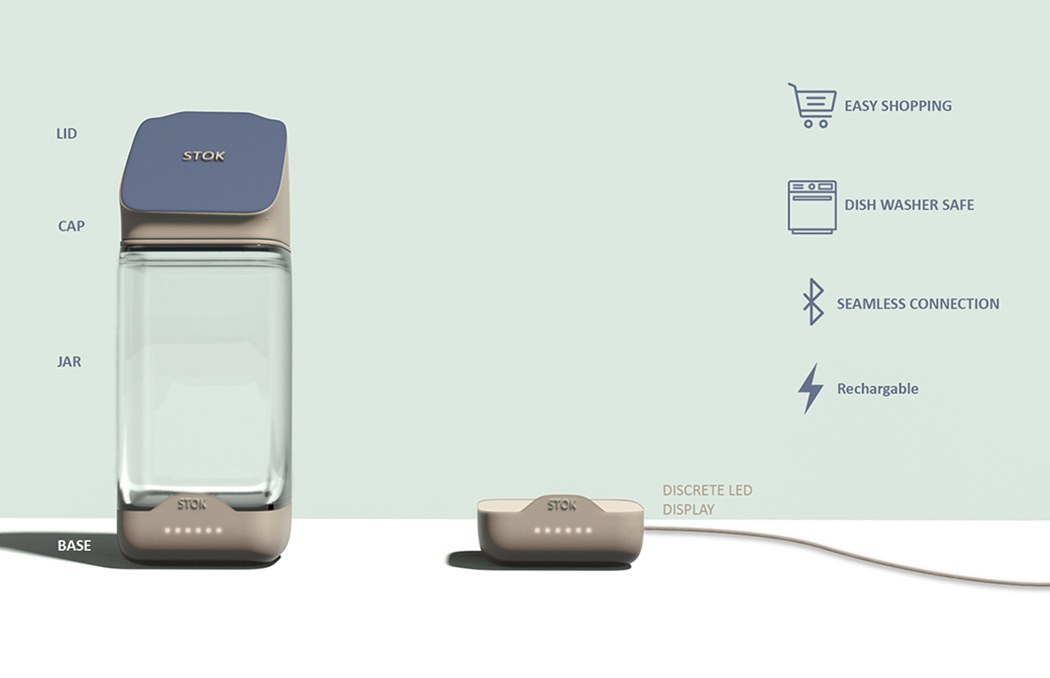 LID
STOK
CAP
JAR
STOK
BASE
STOK
DISCRETE LED
DISPLAY
EASY SHOPPING
DISH WASHER SAFE
SEAMLESS CONNECTION
Rechargable